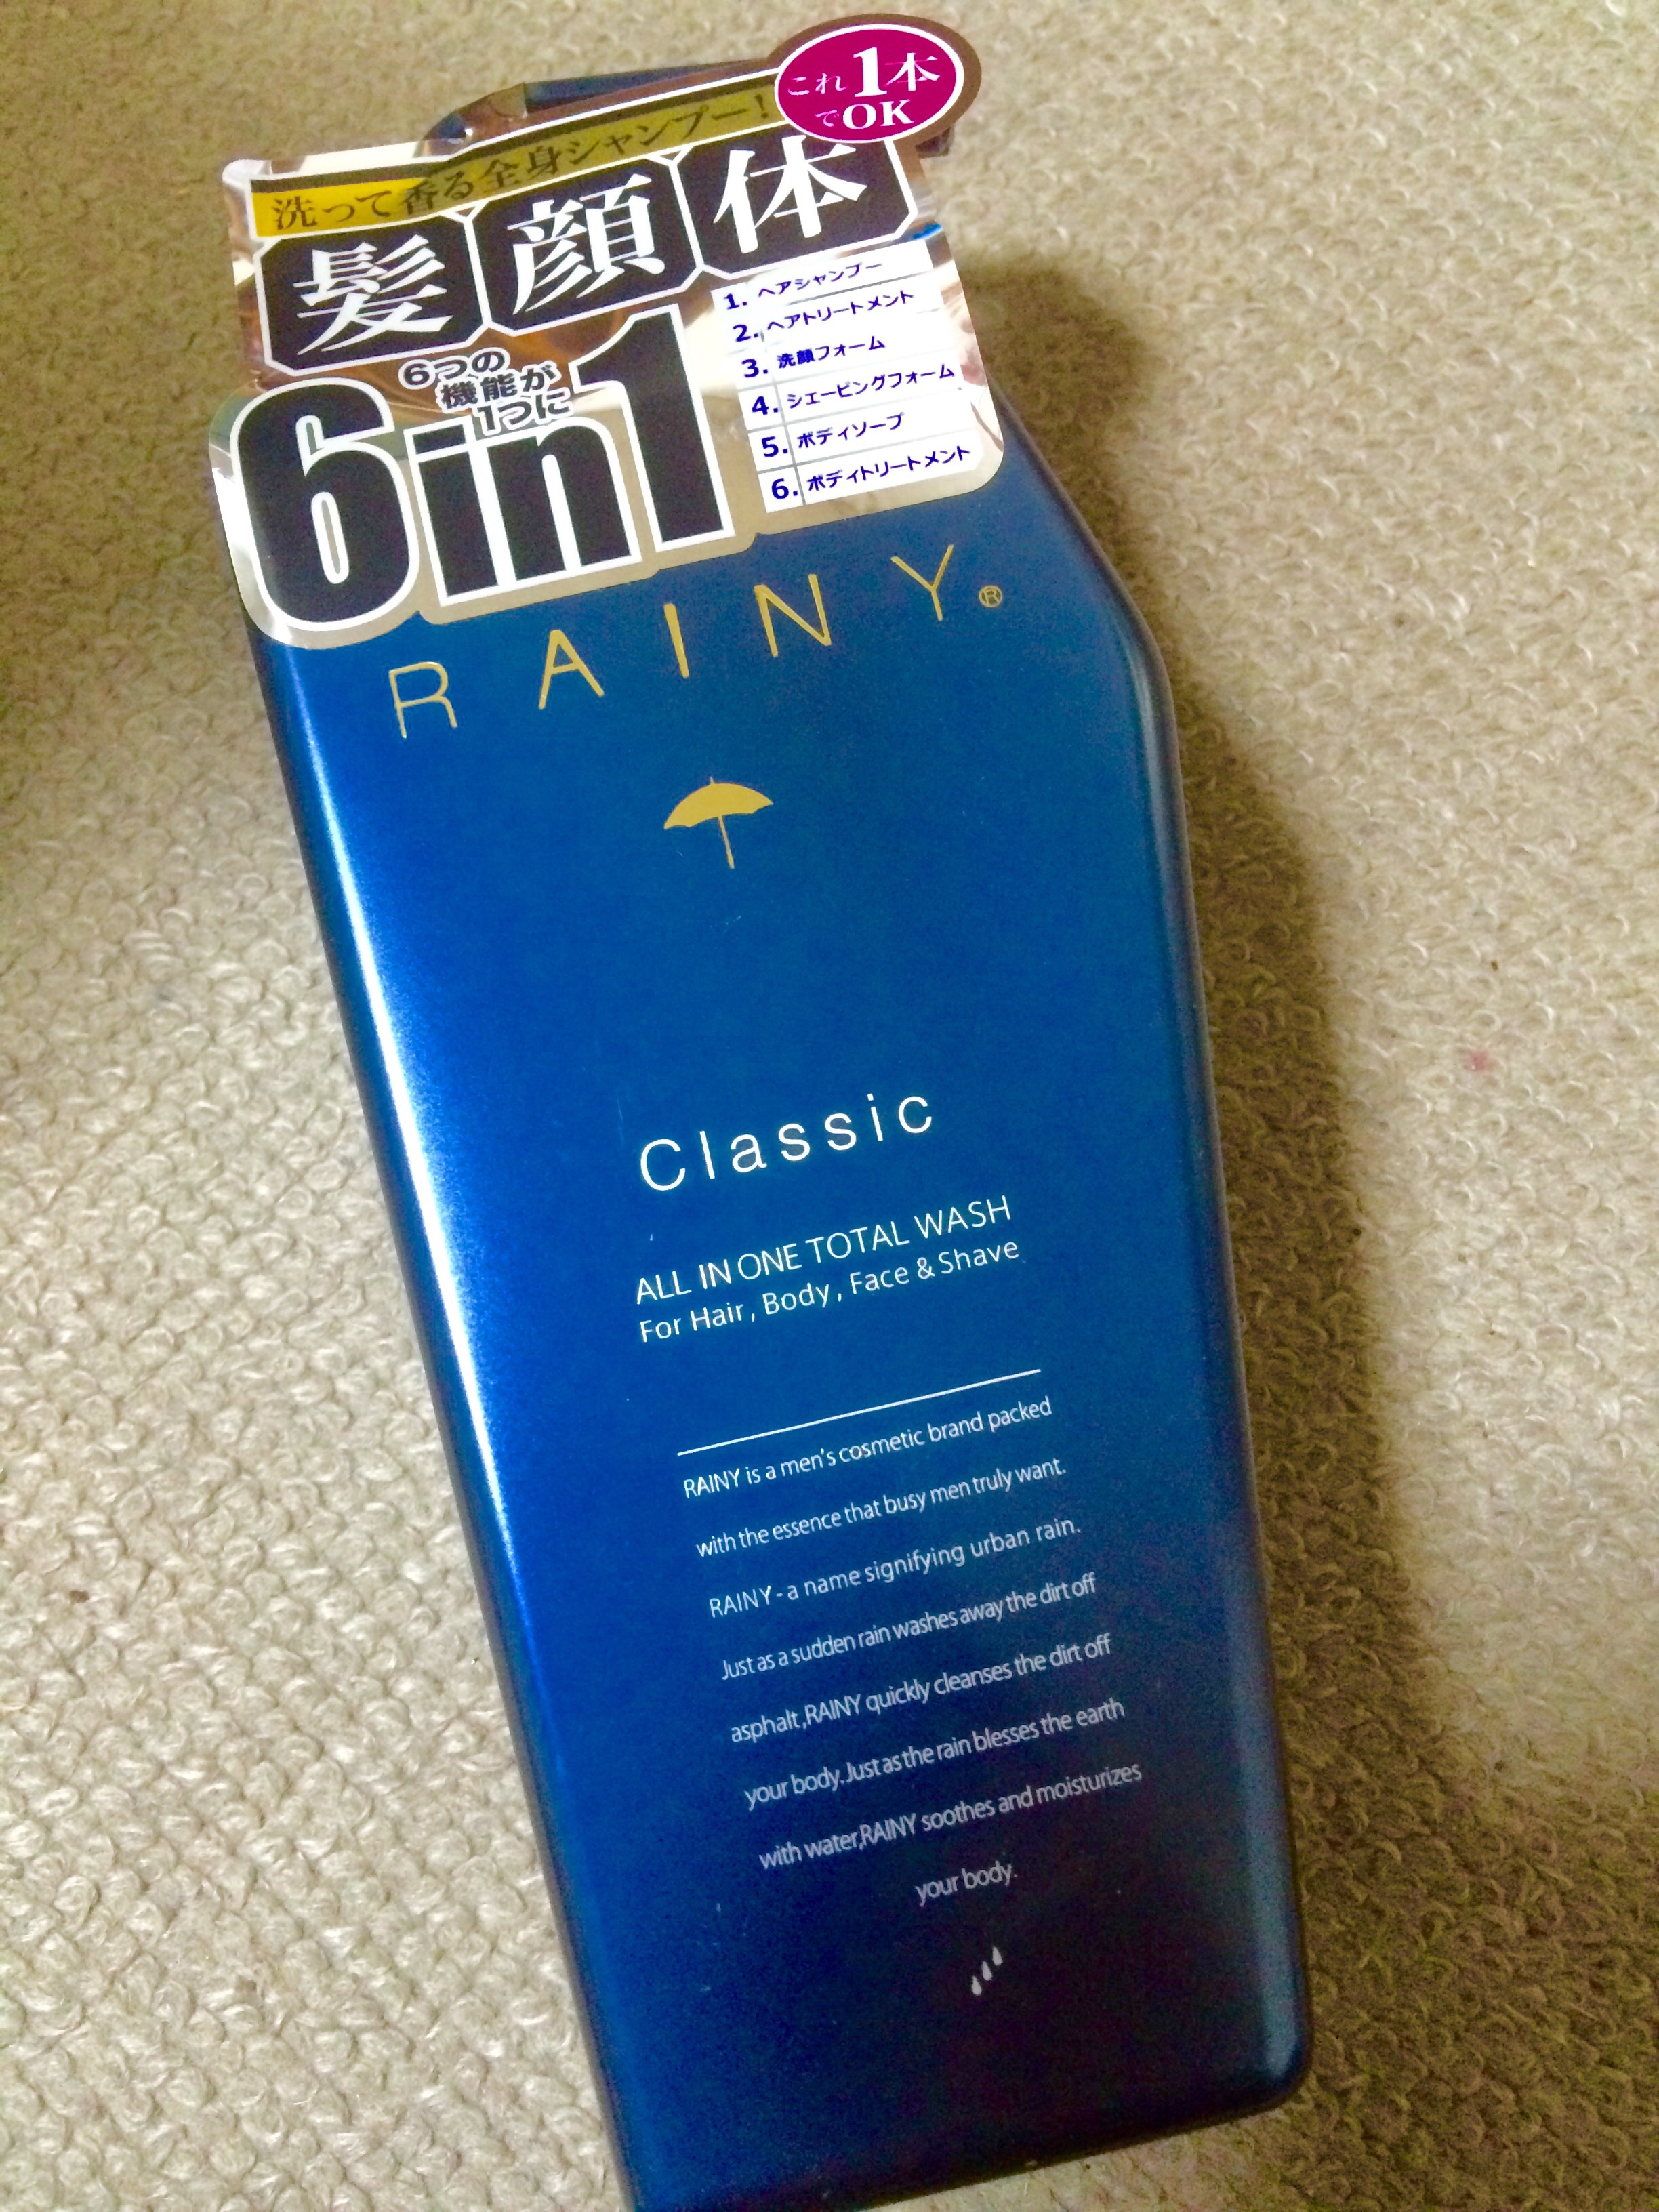 これ1本
でOK
洗って香る全身シャンプー!
髪 顔 体
6つの
機能が
1つに
6in1
1. ヘアシャンプー
2. ヘアトリートメント
3. 洗顔フォーム
4. シェービングフォーム
5. ボディソープ
6. ボディトリートメント
RAINY®
Classic
ALL IN ONE TOTAL WASH
For Hair, Body, Face & Shave
RAINY is a men's cosmetic brand packed
with the essence that busy men truly want.
RAINY - a name signifying urban rain.
Just as a sudden rain washes away the dirt off
asphalt,RAINY quickly cleanses the dirt off
your body.Just as the rain blesses the earth
with water,RAINY soothes and moisturizes
your body.